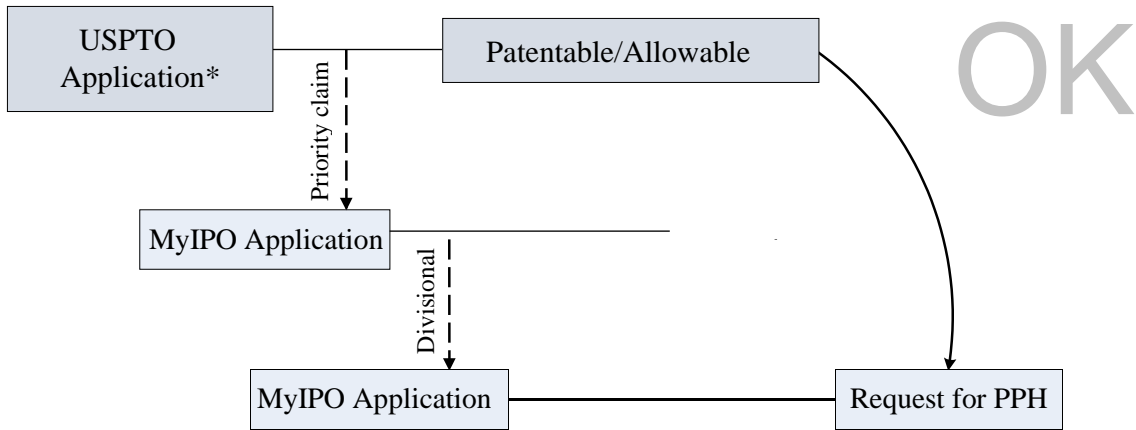 USPTO
Application*
Patentable/Allowable
OK
Priority claim
MyIPO Application
Divisional
MyIPO Application
Request for PPH